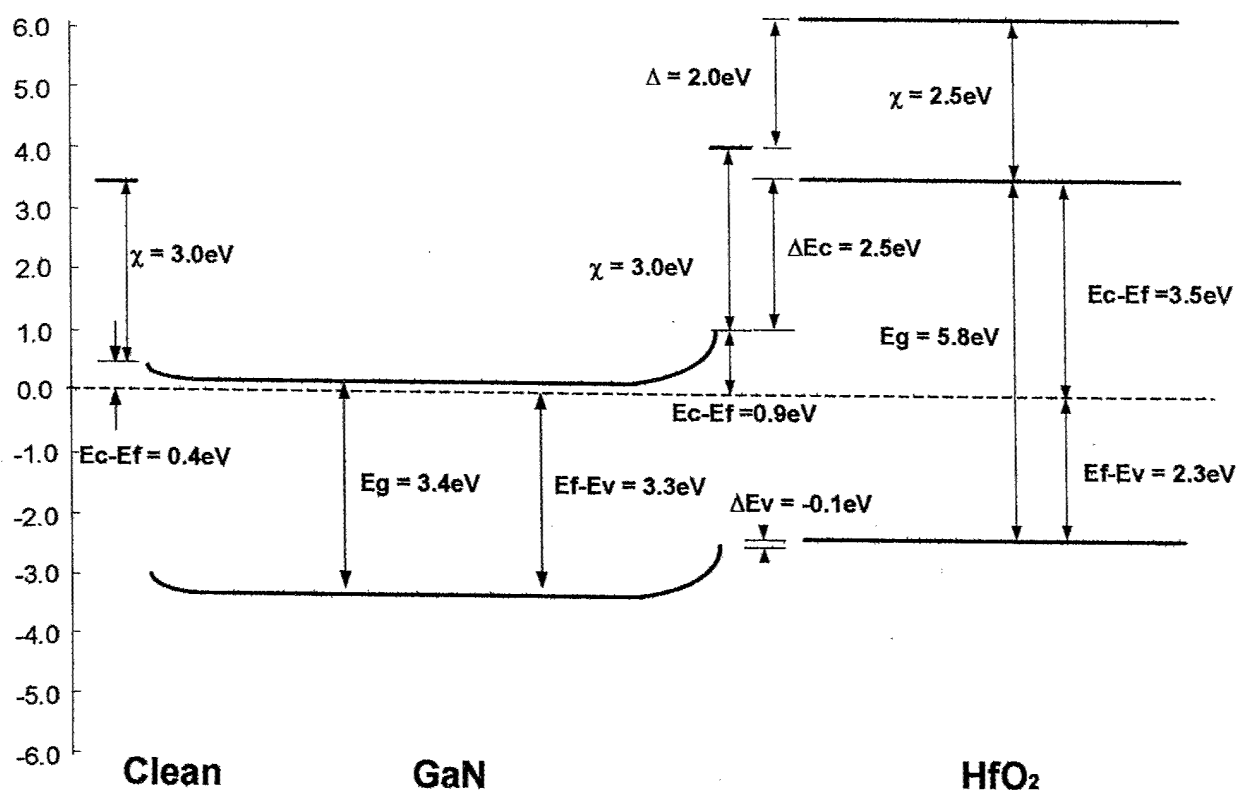 6.0
5.0
4.0
3.0
2.0
1.0
0.0
-1.0
-2.0
-3.0
-4.0
-5.0
-6.0
χ = 3.0eV
Ec-Ef = 0.4eV
Eg = 3.4eV
Ef-Ev = 3.3eV
χ = 3.0eV
Ec-Ef =0.9eV
Δ = 2.0eV
ΔEc = 2.5eV
ΔEv = -0.1eV
χ = 2.5eV
Eg = 5.8eV
Ec-Ef =3.5eV
Ef-Ev = 2.3eV
Clean GaN HfO₂